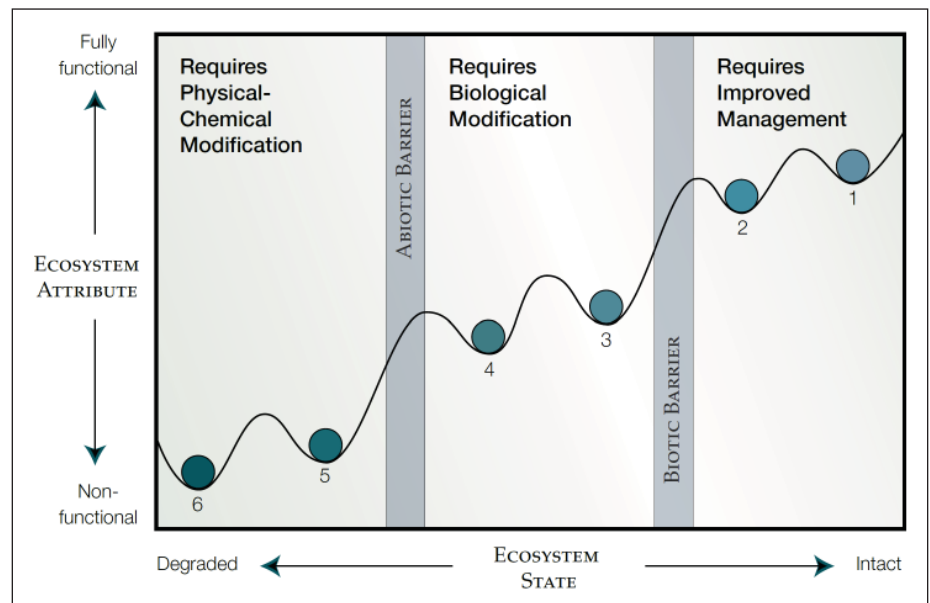 Fully
functional
Requires
Physical-
Chemical
Modification
Requires
Biological
Modification
Requires
Improved
Management
ABIOTIC BARRIER
BIOTIC BARRIER
ECOSYSTEM
ATTRIBUTE
1
2
3
4
5
6
Non-
functional
Degraded
ECOSYSTEM
STATE
Intact